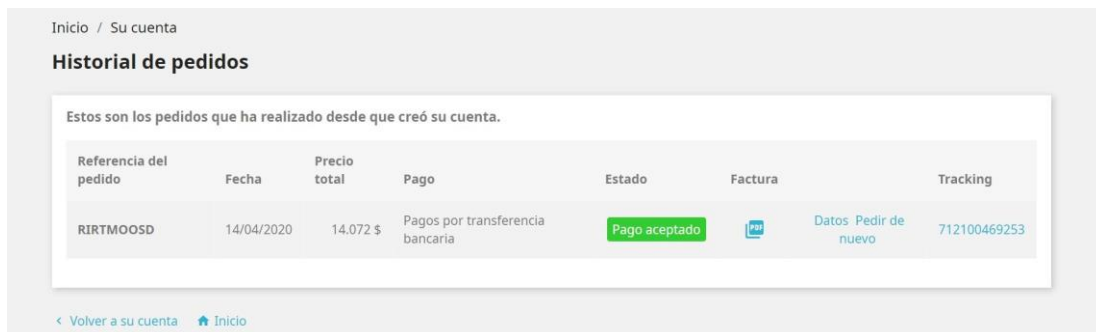 Inicio / Su cuenta
Historial de pedidos
Estos son los pedidos que ha realizado desde que creó su cuenta.
Referencia del
pedido
Fecha
Precio
total
Pago
Estado
Factura
Tracking
RIRTMOOSD
14/04/2020
14.072 $
Pagos por transferencia
bancaria
Pago aceptado
PDF
Datos Pedir de
nuevo
712100469253
< Volver a su cuenta Inicio